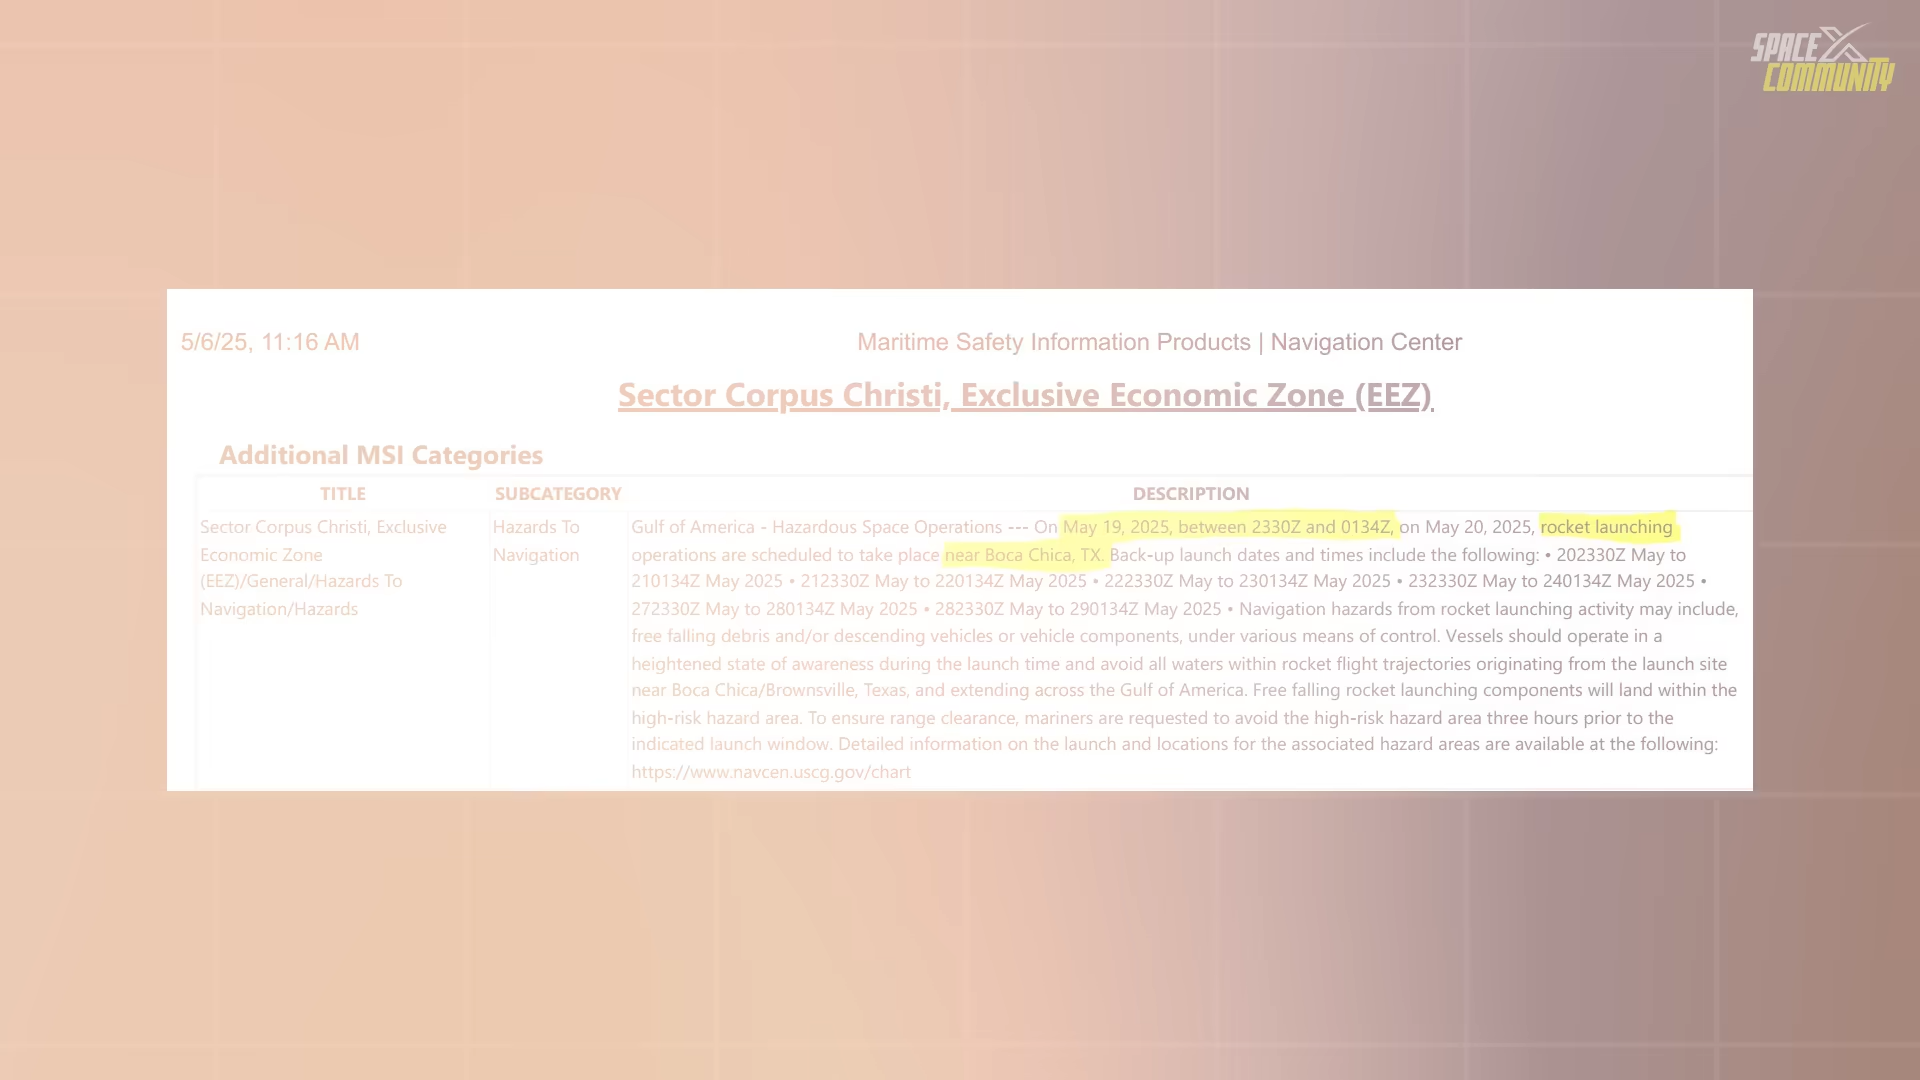 SPACEX
COMMUNITY
5/6/25, 11:16 AM
Maritime Safety Information Products | Navigation Center
Sector Corpus Christi, Exclusive Economic Zone (EEZ)
Additional MSI Categories
TITLE
SUBCATEGORY
DESCRIPTION
Sector Corpus Christi, Exclusive
Economic Zone
(EEZ)/General/Hazards To
Navigation/Hazards
Hazards To
Navigation
Gulf of America - Hazardous Space Operations --- On May 19, 2025, between 2330Z and 0134Z, on May 20, 2025, rocket launching
operations are scheduled to take place near Boca Chica, TX. Back-up launch dates and times include the following: • 202330Z May to
210134Z May 2025 • 212330Z May to 220134Z May 2025 • 222330Z May to 230134Z May 2025 • 232330Z May to 240134Z May 2025 •
272330Z May to 280134Z May 2025 • 282330Z May to 290134Z May 2025 • Navigation hazards from rocket launching activity may include,
free falling debris and/or descending vehicles or vehicle components, under various means of control. Vessels should operate in a
heightened state of awareness during the launch time and avoid all waters within rocket flight trajectories originating from the launch site
near Boca Chica/Brownsville, Texas, and extending across the Gulf of America. Free falling rocket launching components will land within the
high-risk hazard area. To ensure range clearance, mariners are requested to avoid the high-risk hazard area three hours prior to the
indicated launch window. Detailed information on the launch and locations for the associated hazard areas are available at the following:
https://www.navcen.uscg.gov/chart